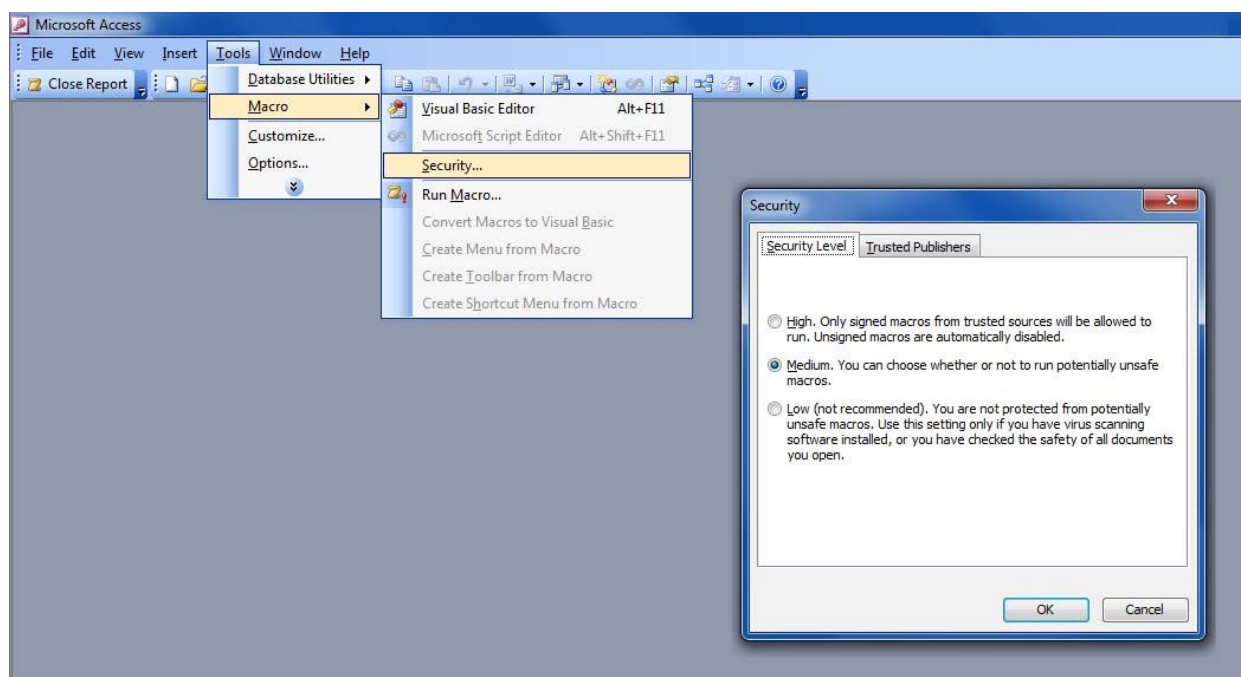 Microsoft Access
File Edit View Insert Tools Window Help
Close Report
Database Utilities
Macro
Customize...
Options...
Visual Basic Editor Alt+F11
Microsoft Script Editor Alt+Shift+F11
Security...
Run Macro...
Convert Macros to Visual Basic
Create Menu from Macro
Create Toolbar from Macro
Create Shortcut Menu from Macro
Security
Security Level Trusted Publishers
High. Only signed macros from trusted sources will be allowed to
run. Unsigned macros are automatically disabled.
Medium. You can choose whether or not to run potentially unsafe
macros.
Low (not recommended). You are not protected from potentially
unsafe macros. Use this setting only if you have virus scanning
software installed, or you have checked the safety of all documents
you open.
OK Cancel